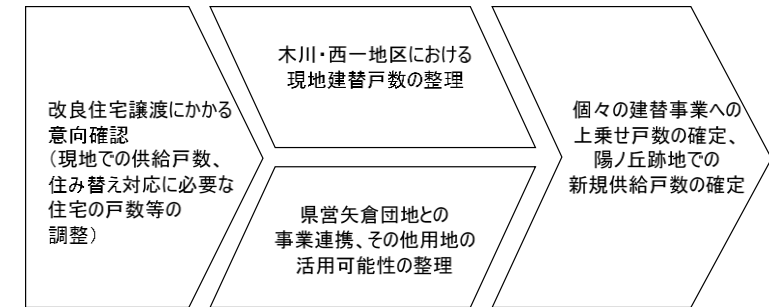 改良住宅譲渡にかかる
意向確認
（現地での供給戸数、
住み替え対応に必要な
住宅の戸数等の
調整）
木川・西一地区における
現地建替戸数の整理
県営矢倉団地との
事業連携、その他用地の
活用可能性の整理
個々の建替事業への
上乗せ戸数の確定、
陽ノ丘跡地での
新規供給戸数の確定